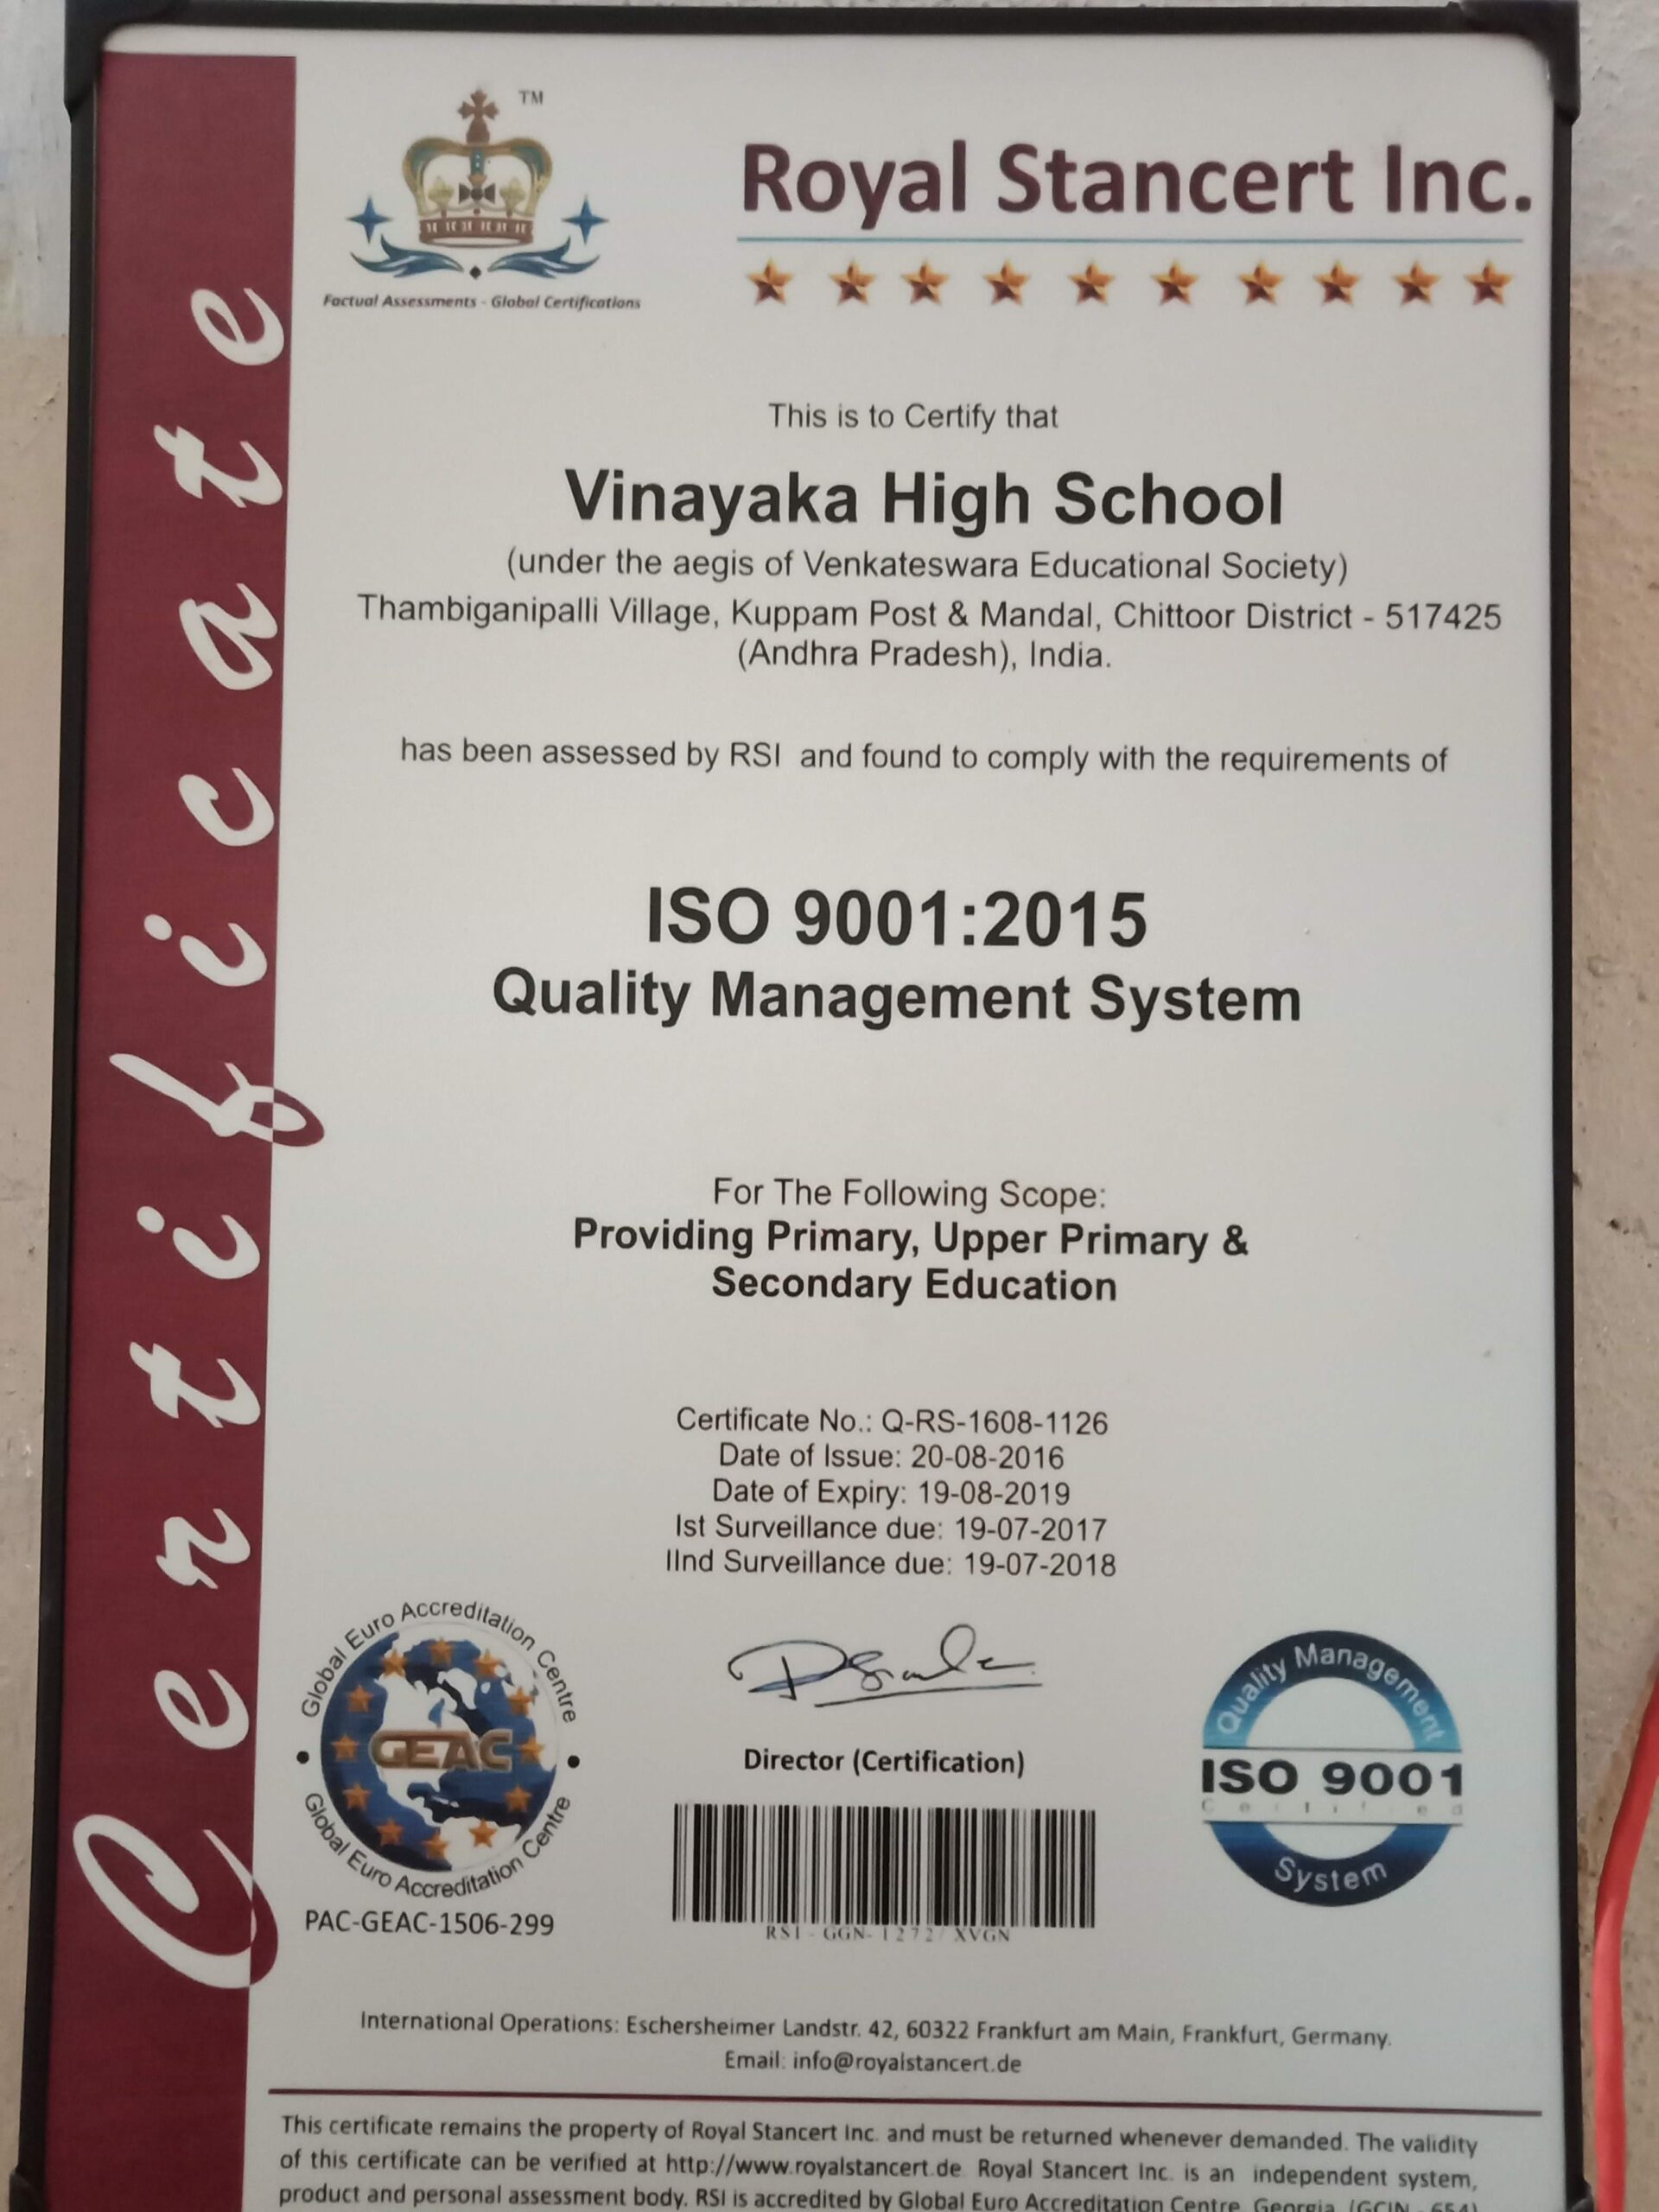 Certificate
TM
Factual Assessments - Global Certifications
Royal Stancert Inc.
This is to Certify that
Vinayaka High School
(under the aegis of Venkateswara Educational Society)
Thambiganipalli Village, Kuppam Post & Mandal, Chittoor District - 517425
(Andhra Pradesh), India.
has been assessed by RSI and found to comply with the requirements of
ISO 9001:2015
Quality Management System
For The Following Scope:
Providing Primary, Upper Primary &
Secondary Education
Certificate No.: Q-RS-1608-1126
Date of Issue: 20-08-2016
Date of Expiry: 19-08-2019
Ist Surveillance due: 19-07-2017
IInd Surveillance due: 19-07-2018
Global Euro Accreditation Centre
GEAC
Global Euro Accreditation Centre
PAC-GEAC-1506-299
Director (Certification)
RSI - GGN-
XVGN
Quality Management
ISO 9001
Certified
System
International Operations: Eschersheimer Landstr. 42, 60322 Frankfurt am Main, Frankfurt, Germany.
Email: info@royalstancert.de
This certificate remains the property of Royal Stancert Inc. and must be returned whenever demanded. The validity
of this certificate can be verified at http://www.royalstancert.de Royal Stancert Inc. is an independent system,
product and personal assessment body. RSI is accredited by Global Euro Accreditation Centre, Georgia, (GCIN - 654)